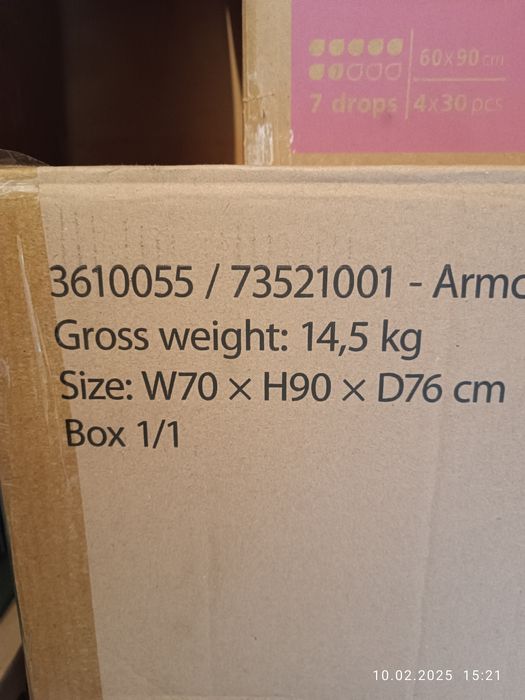 60x90 cm
7 drops
4x30 pcs
3610055 / 73521001 - Armc
Gross weight: 14,5 kg
Size: W70 × H90 × D76 cm
Box 1/1
10.02.2025 15:21